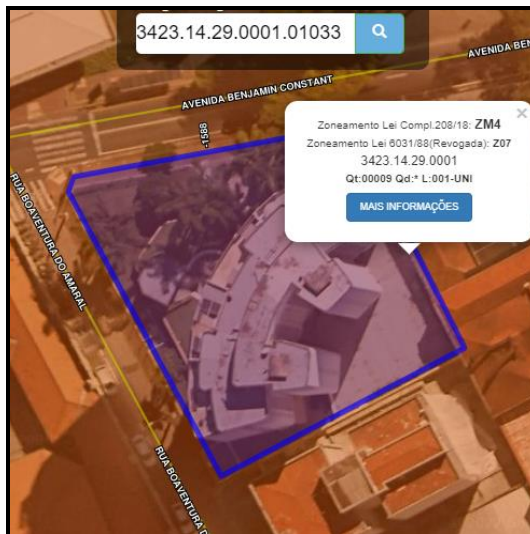 3423.14.29.0001.01033
AVENIDA BENJAMIN CONSTANT
AVENIDA BEN
-1588
×
Zoneamento Lei Compl.208/18: ZM4
Zoneamento Lei 6031/88(Revogada): Z07
3423.14.29.0001
Qt:00009 Qd:* L:001-UNI
MAIS INFORMAÇÕES
RUA BOAVENTURA DO AMARAL
RUA BOAVENTURA D